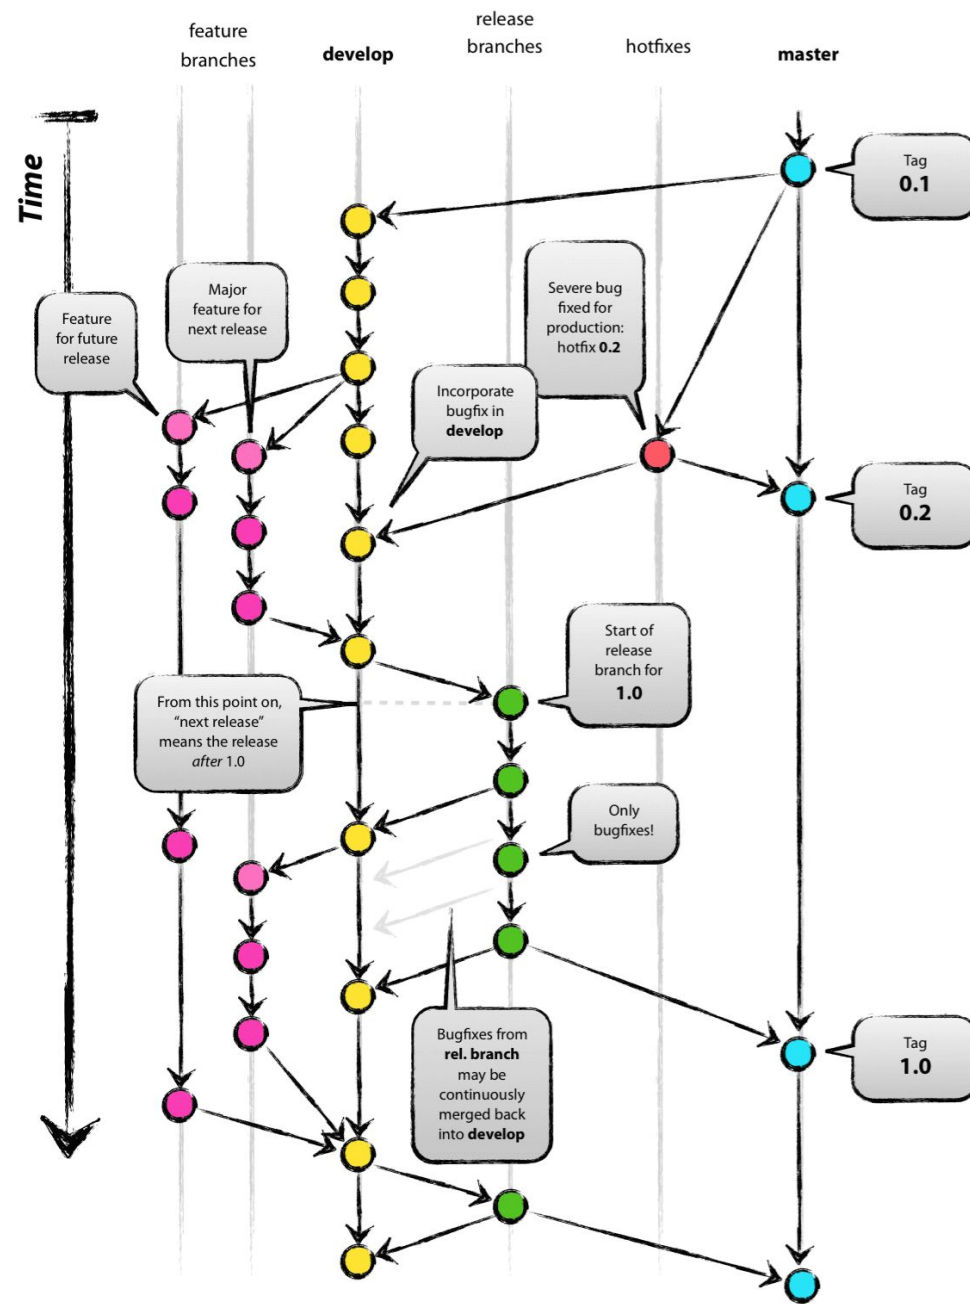 feature
branches
develop
release
branches
hotfixes
master
Time
Tag
0.1
Major
feature for
next release
Severe bug
fixed for
production:
hotfix 0.2
Feature
for future
release
Incorporate
bugfix in
develop
Tag
0.2
Start of
release
branch for
1.0
From this point on,
“next release”
means the release
after 1.0
Only
bugfixes!
Bugfixes from
rel. branch
may be
continuously
merged back
into develop
Tag
1.0